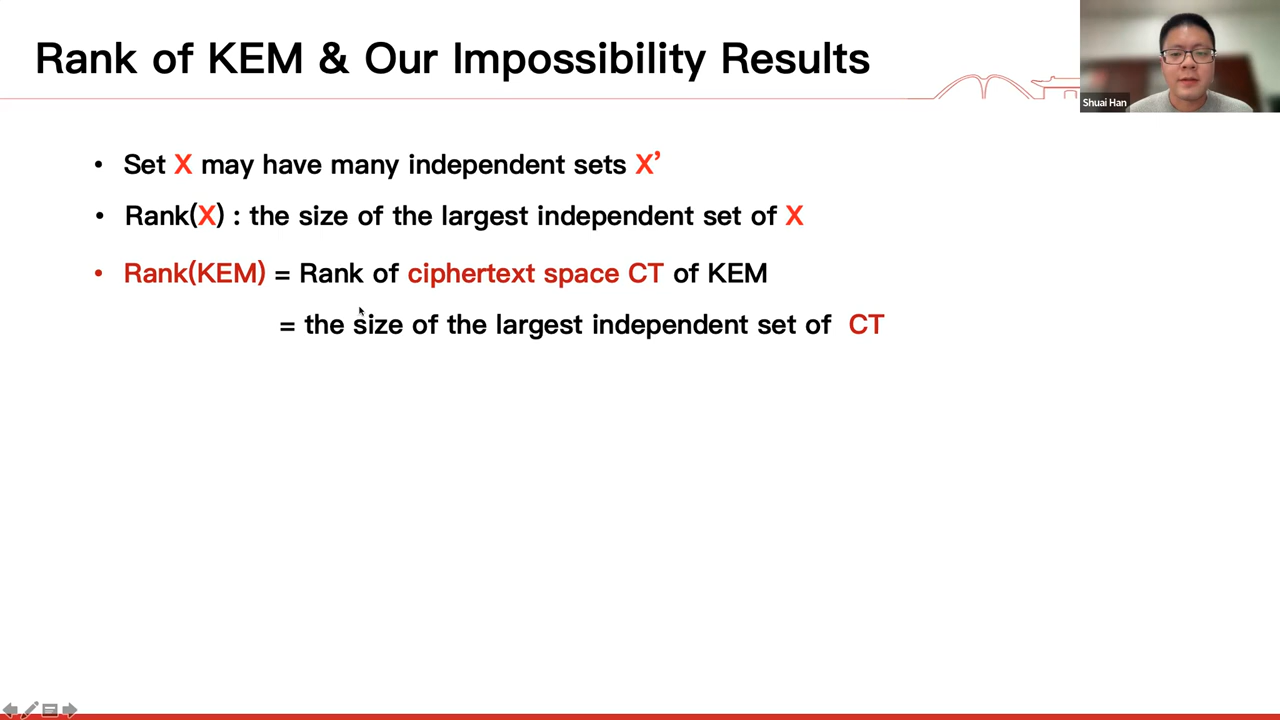 Rank of KEM & Our Impossibility Results
Shuai Han
• Set X may have many independent sets X’
• Rank(X) : the size of the largest independent set of X
• Rank(KEM) = Rank of ciphertext space CT of KEM
= the size of the largest independent set of CT